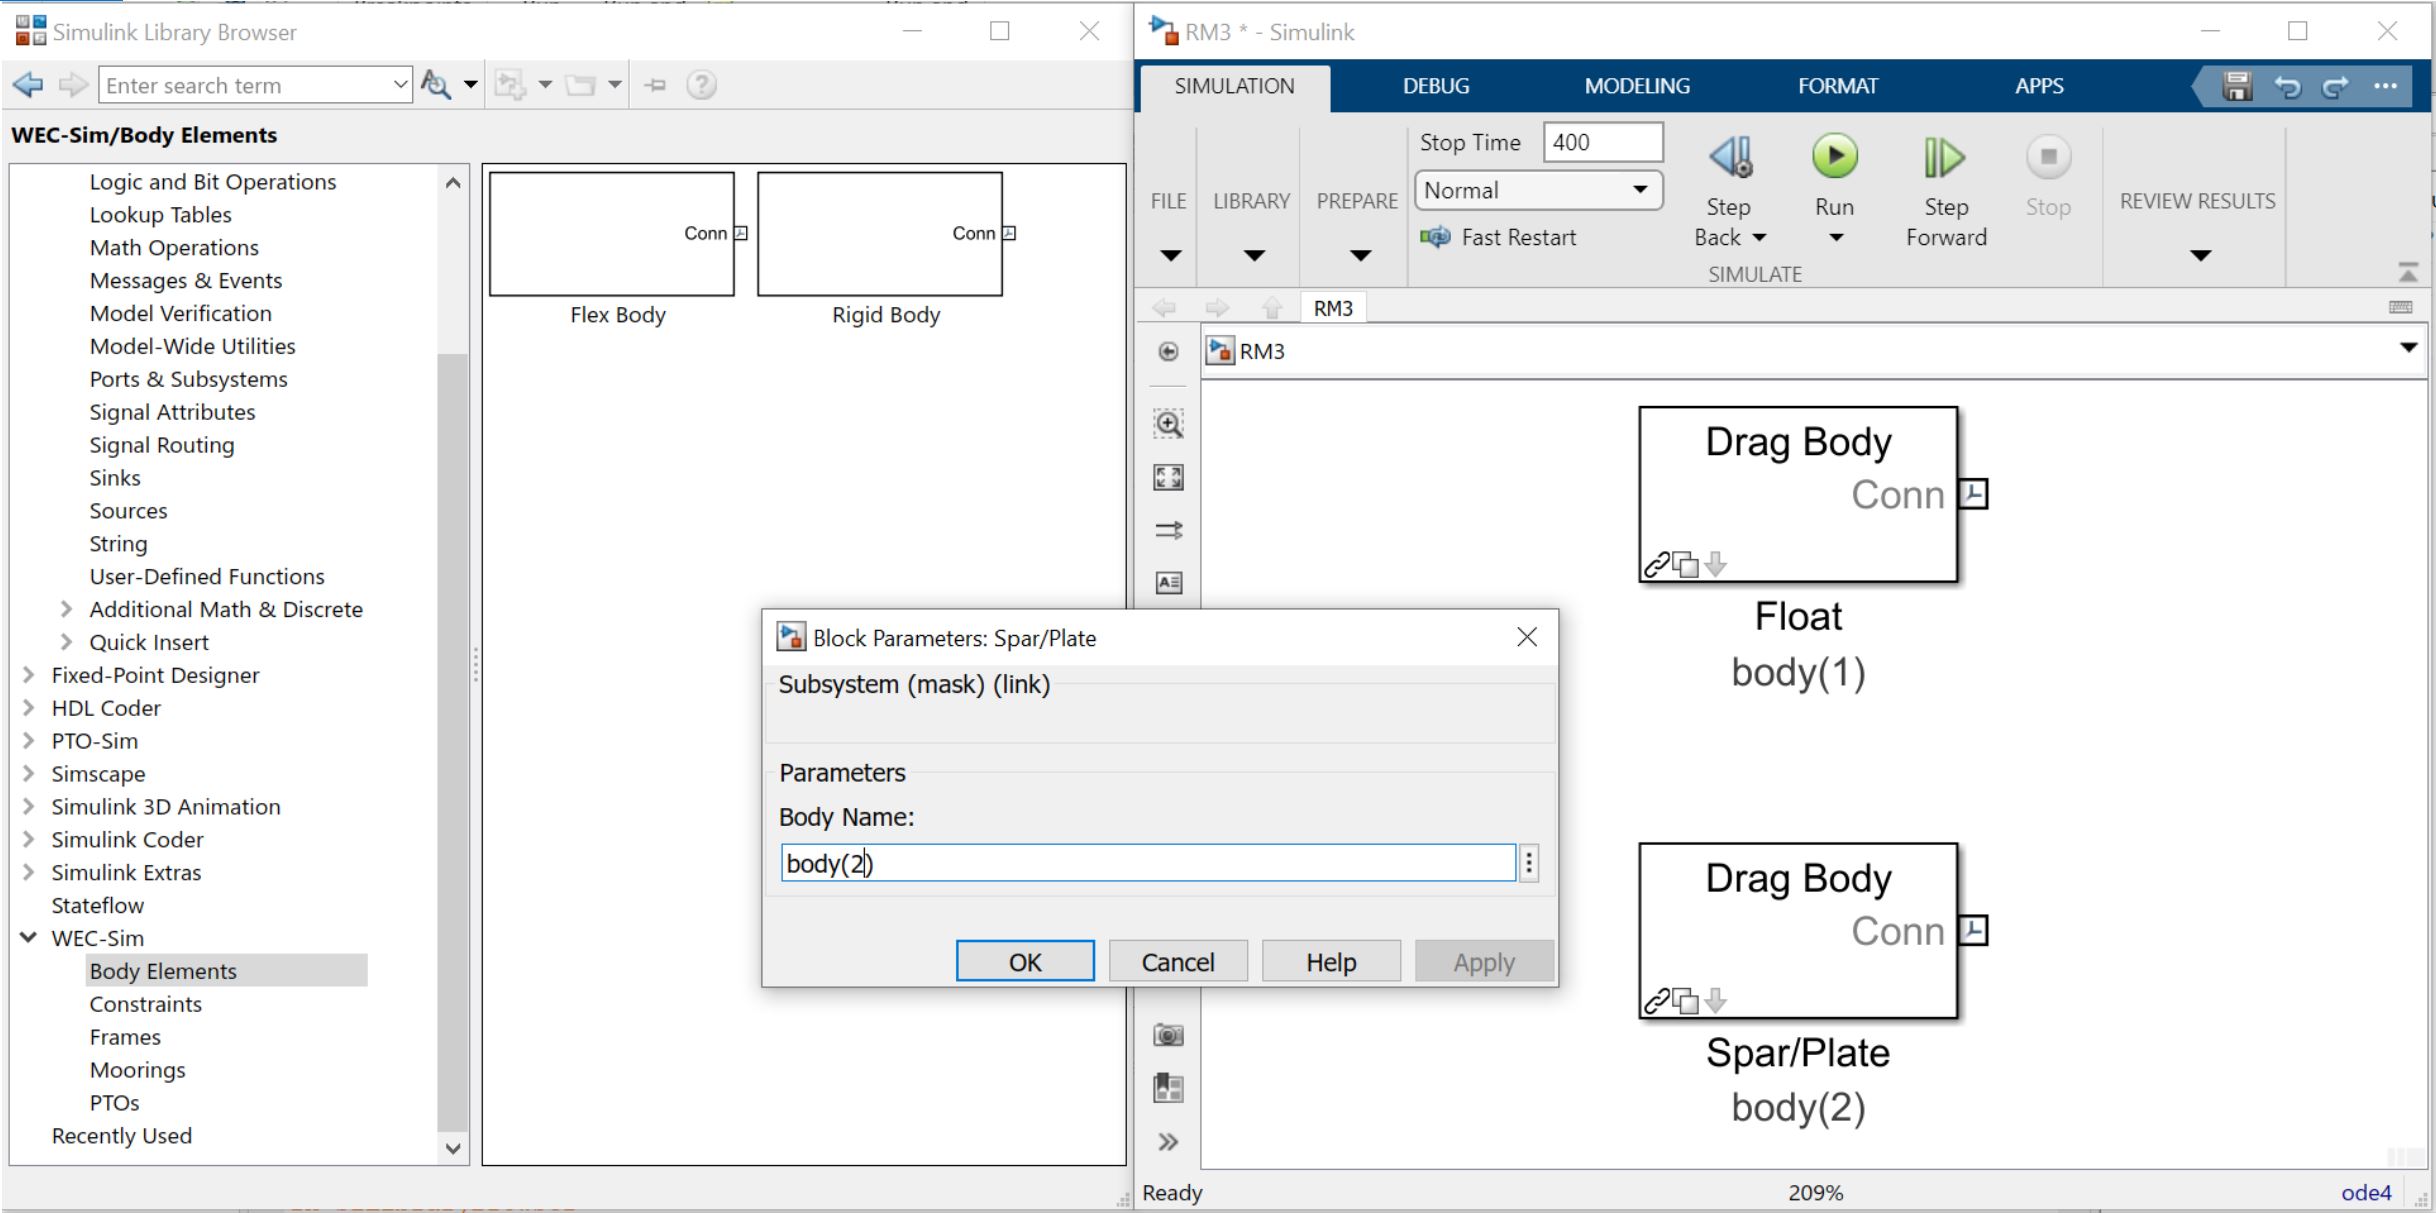 Simulink Library Browser
Enter search term
WEC-Sim/Body Elements
Logic and Bit Operations
Lookup Tables
Math Operations
Messages & Events
Model Verification
Model-Wide Utilities
Ports & Subsystems
Signal Attributes
Signal Routing
Sinks
Sources
String
User-Defined Functions
Additional Math & Discrete
Quick Insert
Fixed-Point Designer
HDL Coder
PTO-Sim
Simscape
Simulink 3D Animation
Simulink Coder
Simulink Extras
Stateflow
WEC-Sim
Body Elements
Constraints
Frames
Moorings
PTOs
Recently Used
Conn
Flex Body
Conn
Rigid Body
Block Parameters: Spar/Plate
Subsystem (mask) (link)
Parameters
Body Name:
body(2)
OK Cancel Help Apply
RM3 * - Simulink
SIMULATION DEBUG MODELING FORMAT APPS
FILE
LIBRARY
PREPARE
Stop Time 400
Normal
Fast Restart
Step
Back
Run
Step
Forward
Stop
SIMULATE
REVIEW RESULTS
RM3
RM3
Drag Body
Conn
Float
body(1)
Drag Body
Conn
Spar/Plate
body(2)
Ready 209% ode4